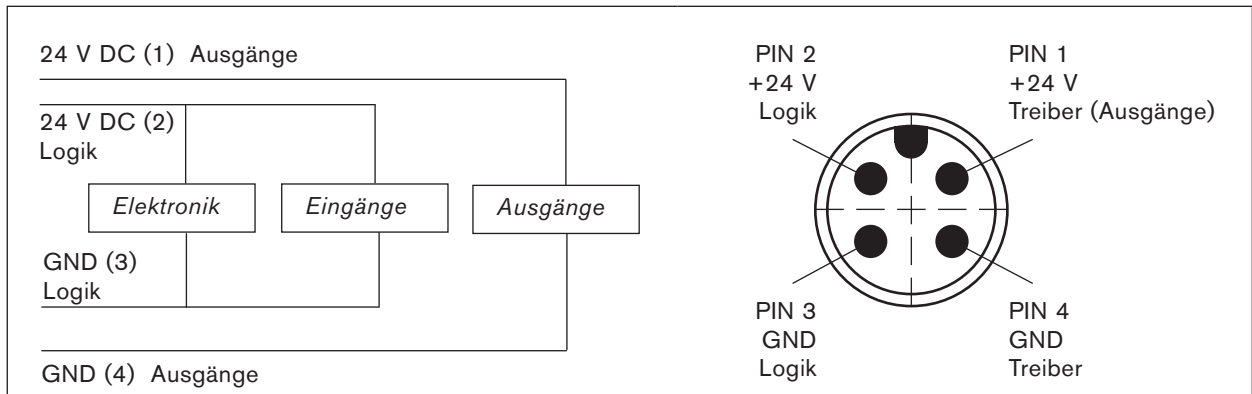 24 V DC (1) Ausgänge
24 V DC (2)
Logik
Elektronik
Eingänge
Ausgänge
GND (3)
Logik
GND (4) Ausgänge
PIN 2
+24 V
Logik
PIN 1
+24 V
Treiber (Ausgänge)
PIN 3
GND
Logik
PIN 4
GND
Treiber